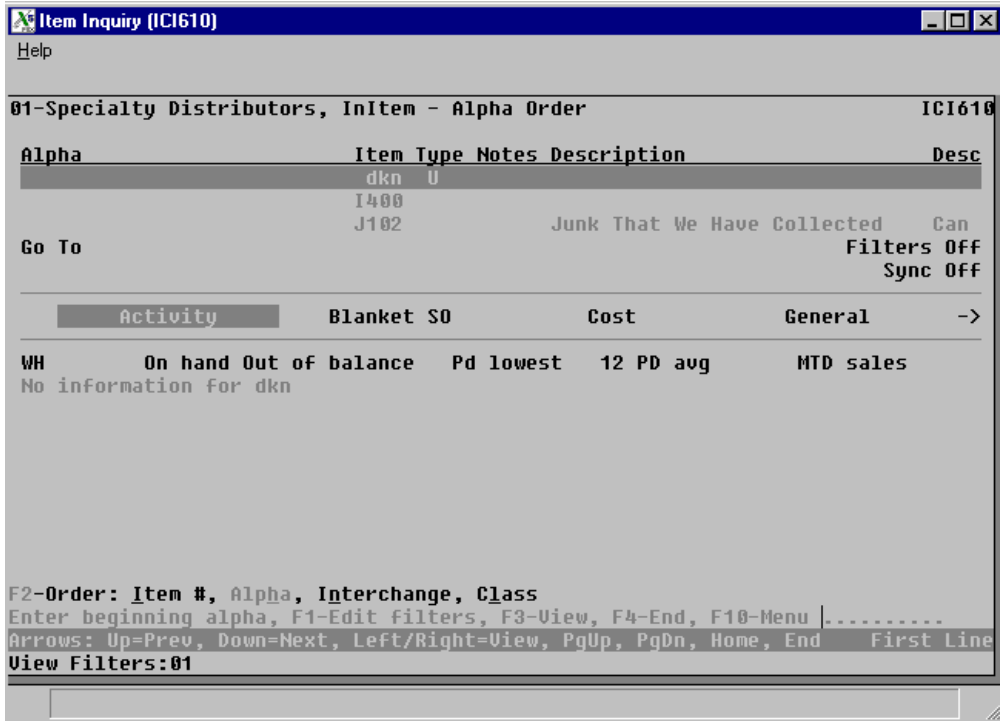 Item Inquiry (ICI610)
Help
01-Specialty Distributors, InItem - Alpha Order ICI610
Alpha Item Type Notes Description Desc
dkn U
I400
J102 Junk That We Have Collected Can
Go To Filters Off
Sync Off
Activity Blanket SO Cost General ->
WH On hand Out of balance Pd lowest 12 PD avg MTD sales
No information for dkn
F2-Order: Item #, Alpha, Interchange, Class
Enter beginning alpha, F1-Edit filters, F3-View, F4-End, F10-Menu ..........
Arrows: Up=Prev, Down=Next, Left/Right=View, PgUp, PgDn, Home, End First Line
View Filters:01